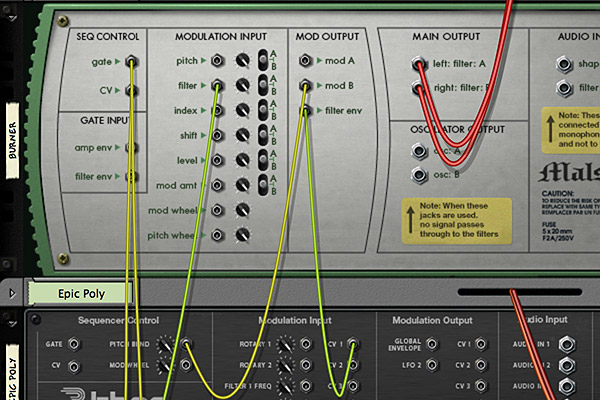 SEQ CONTROL
gate
CV
GATE INPUT
amp env
filter env
MODULATION INPUT
pitch
filter
index
shift
level
mod amt
mod wheel
pitch wheel
A
B
A
B
A
B
A
B
A
B
A
B
MOD OUTPUT
mod A
mod B
filter env
MAIN OUTPUT
left: filter: A
right: filter: B
OSCILLATOR OUTPUT
osc: A
osc: B
Note: When these
jacks are used.
no signal passes
through to the filters
AUDIO IN
shap
filter
Note: Thes
connected
monophon
and not to
Mals
CAUTION:
TO REDUCE THE RISK OF
REPLACE WITH SAME TY
REMPLACER PAR UN FU
FUSE
5 x 20 mm
F2A/250V
BURNER
Epic Poly
EPIC POLY
Sequencer Control
GATE
CV
PITCH BEND
MOD WHEEL
Modulation Input
ROTARY 1
ROTARY 2
FILTER 1 FREQ
CV 1
CV 2
CV 3
Modulation Output
GLOBAL
ENVELOPE
LFO 2
CV 1
CV 2
CV 3
Audio Input
AUDIO IN 1
AUDIO IN 2
AUDIO IN